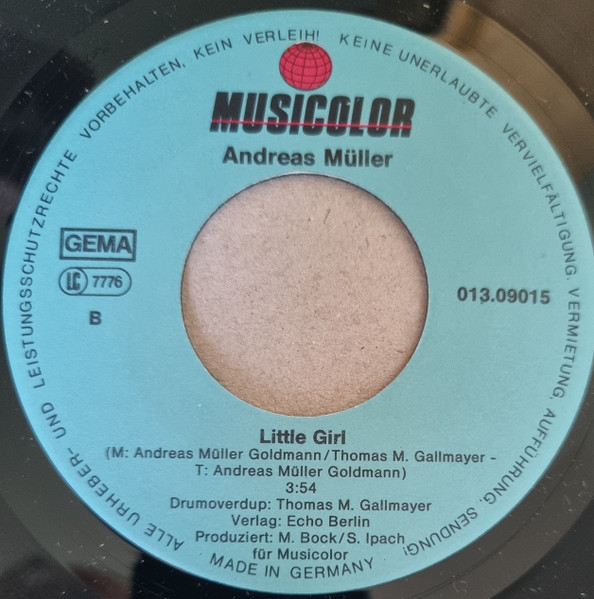 ALLE URHEBER- UND LEISTUNGSSCHUTZRECHTE VORBEHALTEN, KEIN VERLEIH! KEINE UNERLAUBTE VERVIELFÄLTIGUNG, VERMIETUNG, AUFFÜHRUNG, SENDUNG!
MUSICOLOR
Andreas Müller
GEMA
LC 7776
B
013.09015
Little Girl
(M: Andreas Müller Goldmann/Thomas M. Gallmayer -
T: Andreas Müller Goldmann)
3:54
Drumoverdup: Thomas M. Gallmayer
Verlag: Echo Berlin
Produziert: M. Bock/S. Ipach
für Musicolor
MADE IN GERMANY